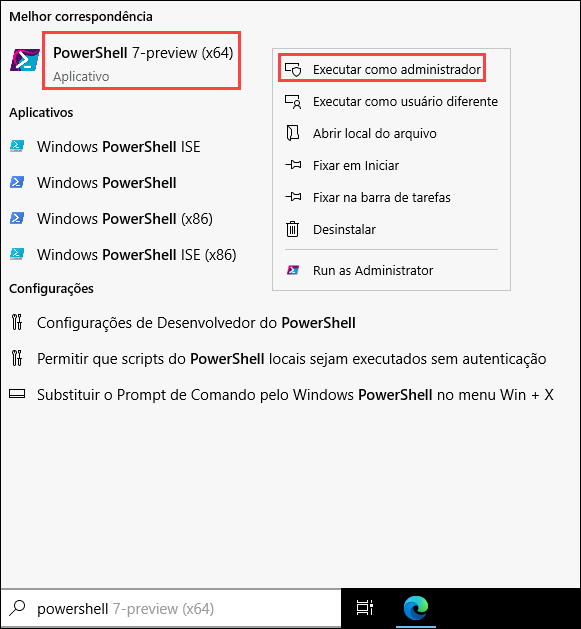 Melhor correspondência
PowerShell 7-preview (x64)
Aplicativo
Executar como administrador
Executar como usuário diferente
Abrir local do arquivo
Fixar em Iniciar
Fixar na barra de tarefas
Desinstalar
Run as Administrator
Aplicativos
Windows PowerShell ISE
Windows PowerShell
Windows PowerShell (x86)
Windows PowerShell ISE (x86)
Configurações
Configurações de Desenvolvedor do PowerShell
Permitir que scripts do PowerShell locais sejam executados sem autenticação
Substituir o Prompt de Comando pelo Windows PowerShell no menu Win + X
powershell 7-preview (x64)